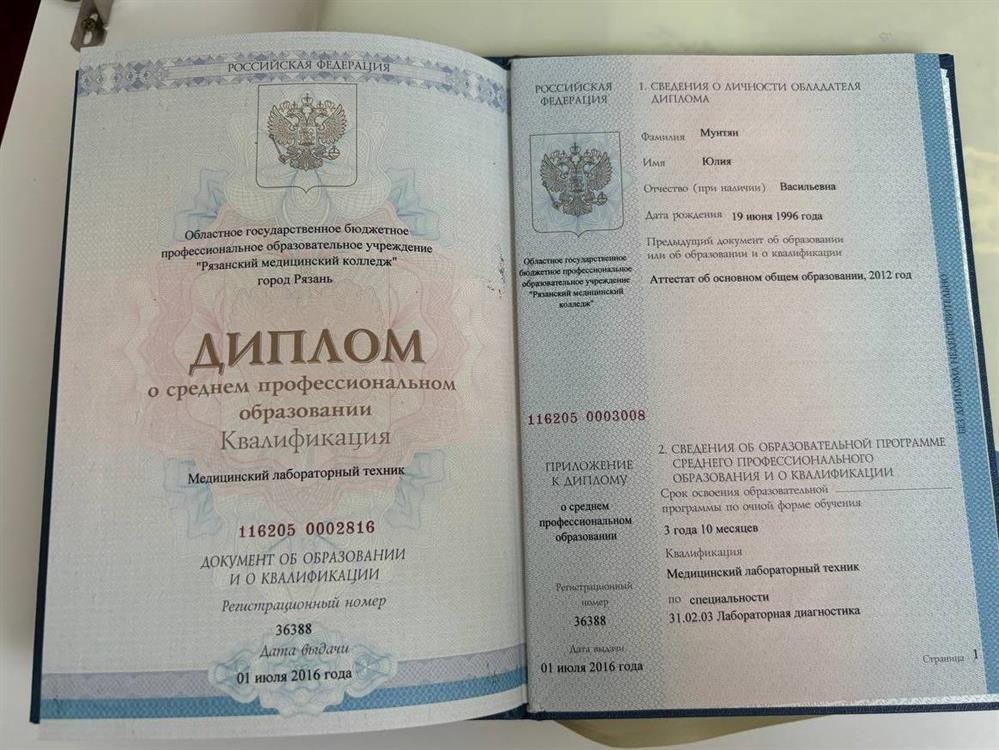 РОССИЙСКАЯ ФЕДЕРАЦИЯ
Областное государственное бюджетное
профессиональное образовательное учреждение
"Рязанский медицинский колледж"
город Рязань
ДИПЛОМ
о среднем профессиональном
образовании
Квалификация
Медицинский лабораторный техник
116205 0002816
ДОКУМЕНТ ОБ ОБРАЗОВАНИИ
И О КВАЛИФИКАЦИИ
Регистрационный номер
36388
Дата выдачи
01 июля 2016 года
РОССИЙСКАЯ
ФЕДЕРАЦИЯ
Областное государственное
бюджетное профессиональное
образовательное учреждение
"Рязанский медицинский
колледж"
116205 0003008
ПРИЛОЖЕНИЕ
К ДИПЛОМУ
о среднем
профессиональном
образовании
Регистрационный
номер
36388
Дата выдачи
01 июля 2016 года
1. СВЕДЕНИЯ О ЛИЧНОСТИ ОБЛАДАТЕЛЯ
ДИПЛОМА
Фамилия Мунтян
Имя Юлия
Отчество (при наличии) Васильевна
Дата рождения 19 июня 1996 года
Предыдущий документ об образовании
или об образовании и о квалификации
Аттестат об основном общем образовании, 2012 год
2. СВЕДЕНИЯ ОБ ОБРАЗОВАТЕЛЬНОЙ ПРОГРАММЕ
СРЕДНЕГО ПРОФЕССИОНАЛЬНОГО
ОБРАЗОВАНИЯ И О КВАЛИФИКАЦИИ
Срок освоения образовательной
программы по очной форме обучения
3 года 10 месяцев
Квалификация
Медицинский лабораторный техник
по специальности
31.02.03 Лабораторная диагностика
Страница 1
БЕЗ ДИПЛОМА НЕДЕЙСТВИТЕЛЬНО